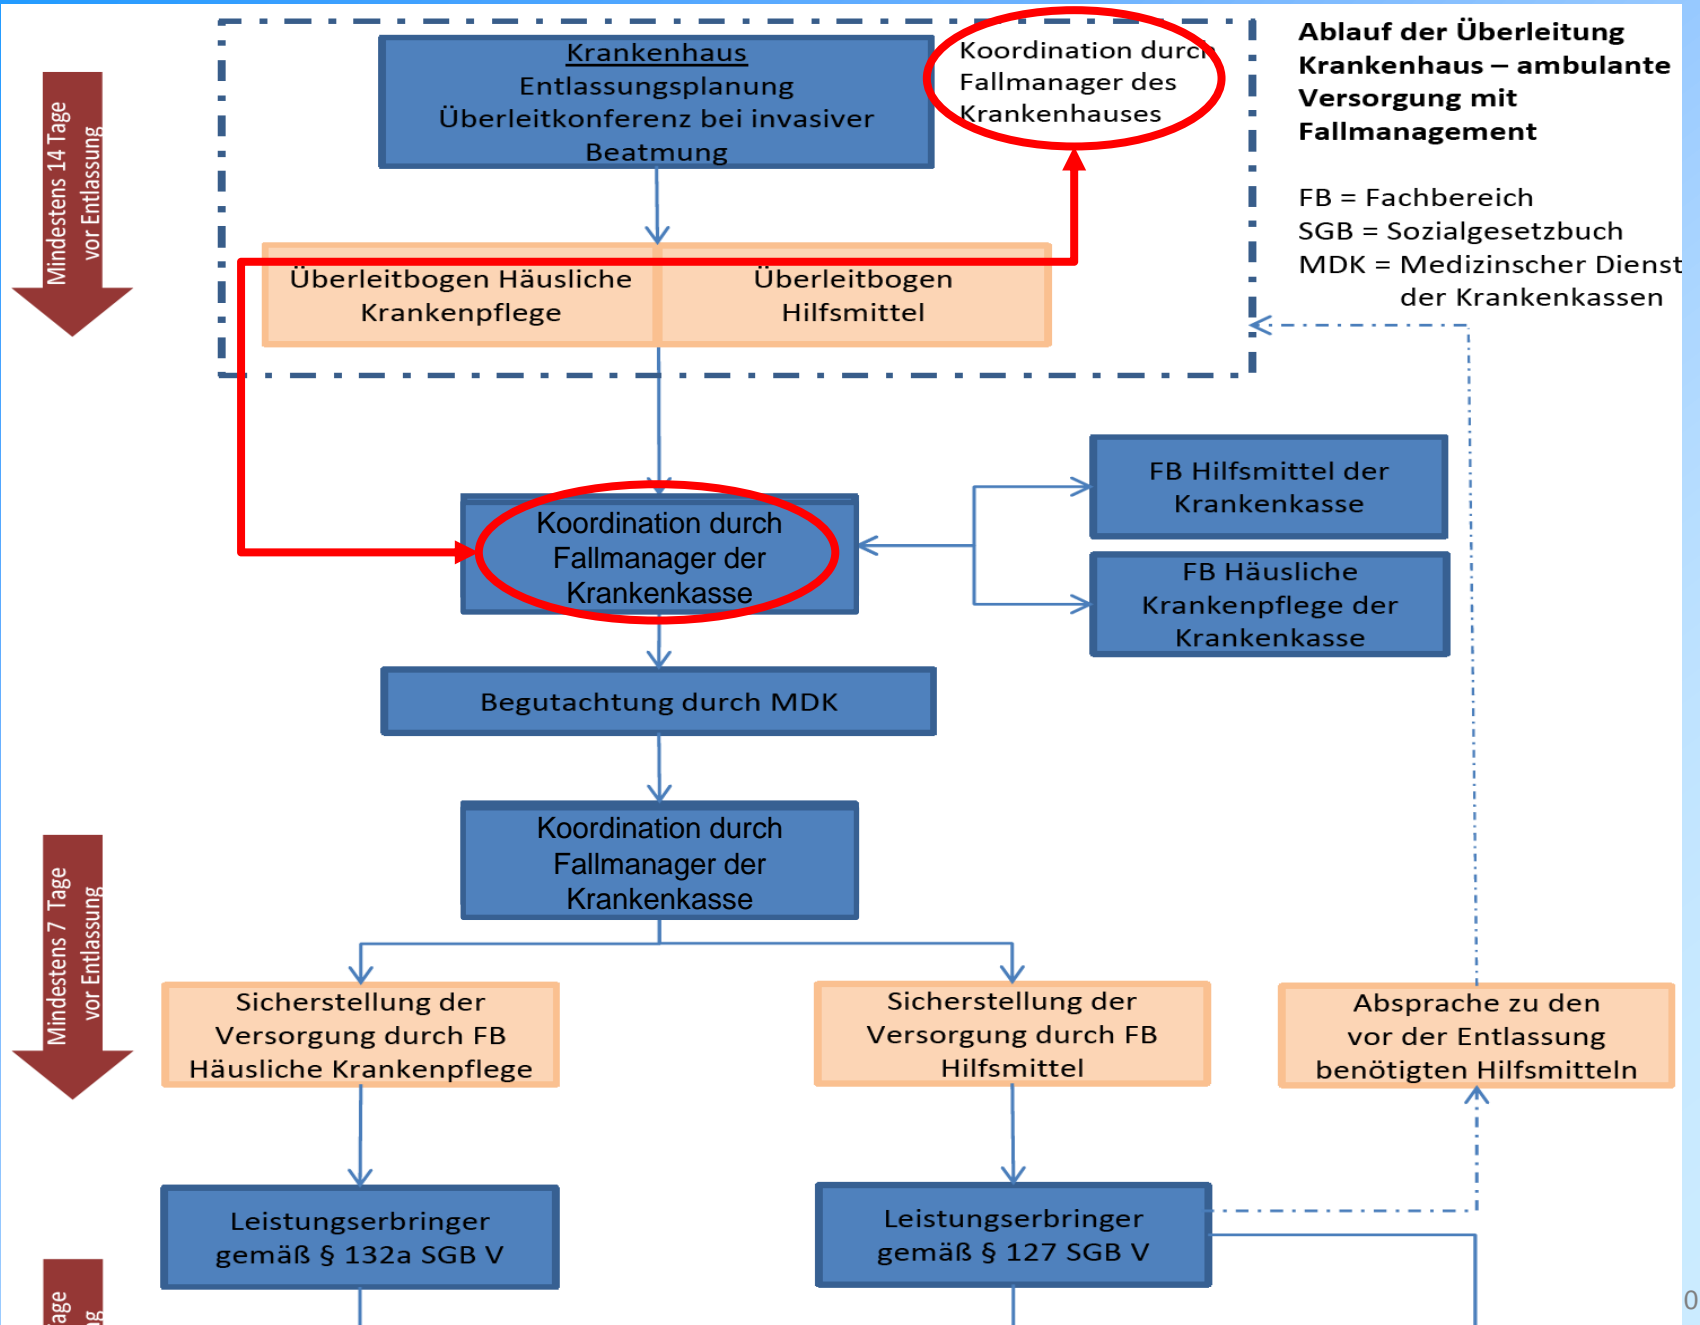 Krankenhaus
Entlassungsplanung
Überleitkonferenz bei invasiver
Beatmung
Koordination durch
Fallmanager des
Krankenhauses
Ablauf der Überleitung
Krankenhaus – ambulante
Versorgung mit
Fallmanagement
FB = Fachbereich
SGB = Sozialgesetzbuch
MDK = Medizinscher Dienst
der Krankenkassen
Mindestens 14 Tage
vor Entlassung
Überleitbogen Häusliche
Krankenpflege
Überleitbogen
Hilfsmittel
Koordination durch
Fallmanager der
Krankenkasse
FB Hilfsmittel der
Krankenkasse
FB Häusliche
Krankenpflege der
Krankenkasse
Begutachtung durch MDK
Koordination durch
Fallmanager der
Krankenkasse
Mindestens 7 Tage
vor Entlassung
Sicherstellung der
Versorgung durch FB
Häusliche Krankenpflege
Sicherstellung der
Versorgung durch FB
Hilfsmittel
Absprache zu den
vor der Entlassung
benötigten Hilfsmitteln
Leistungserbringer
gemäß § 132a SGB V
Leistungserbringer
gemäß § 127 SGB V
0